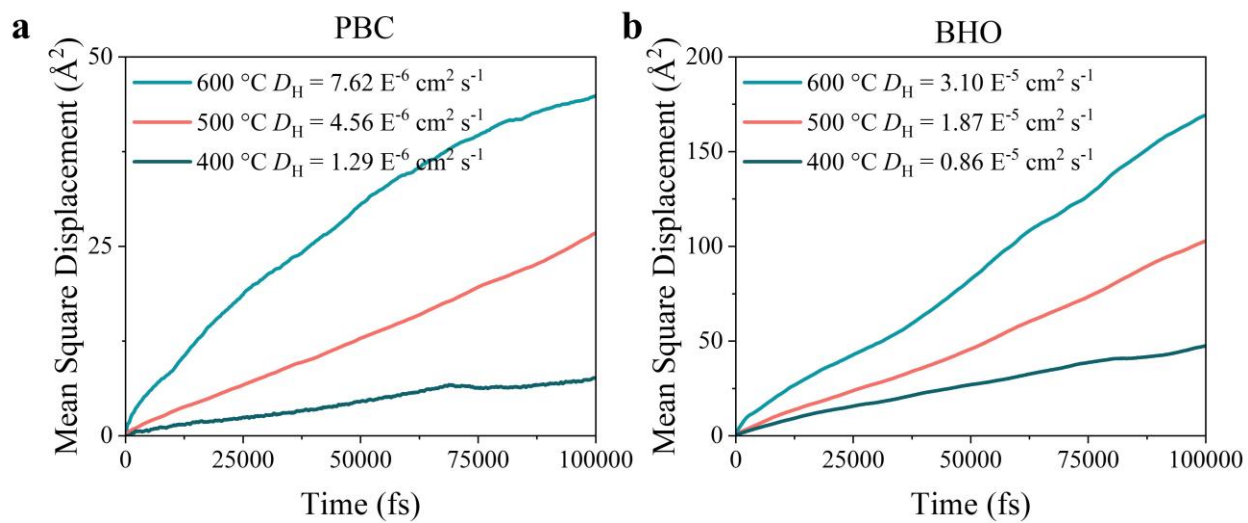 a
PBC
Mean Square Displacement (Å²)
50
25
0
600 °C D_H = 7.62 E⁻⁶ cm² s⁻¹
500 °C D_H = 4.56 E⁻⁶ cm² s⁻¹
400 °C D_H = 1.29 E⁻⁶ cm² s⁻¹
0 25000 50000 75000 100000
Time (fs)
b
BHO
Mean Square Displacement (Å²)
200
150
100
50
0
600 °C D_H = 3.10 E⁻⁵ cm² s⁻¹
500 °C D_H = 1.87 E⁻⁵ cm² s⁻¹
400 °C D_H = 0.86 E⁻⁵ cm² s⁻¹
0 25000 50000 75000 100000
Time (fs)